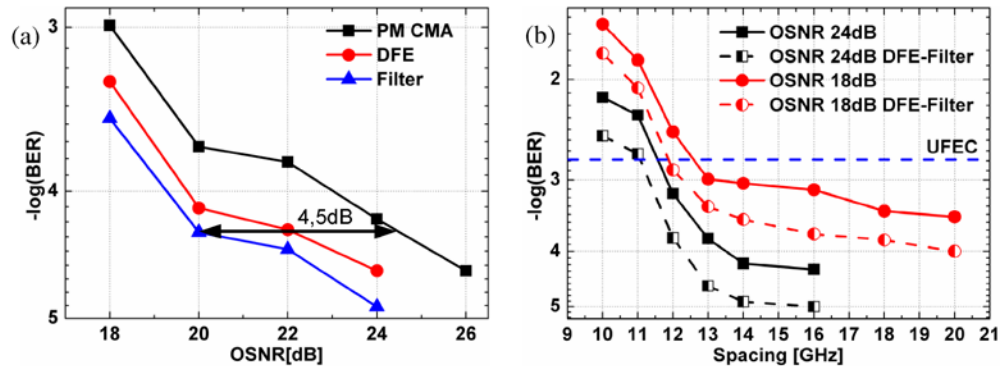 (a)
3
4
5
-log(BER)
PM CMA
DFE
Filter
4,5dB
18 20 22 24 26
OSNR[dB]
(b)
2
3
4
5
-log(BER)
OSNR 24dB
OSNR 24dB DFE-Filter
OSNR 18dB
OSNR 18dB DFE-Filter
UFEC
9 10 11 12 13 14 15 16 17 18 19 20 21
Spacing [GHz]